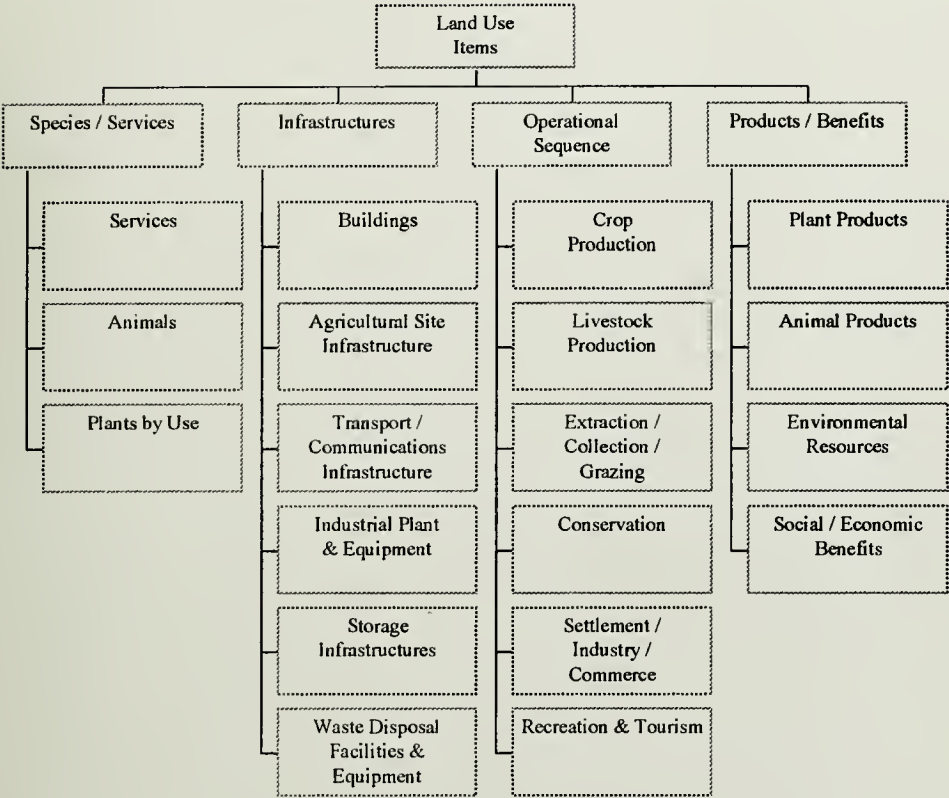 Land Use
Items
Species / Services
Infrastructures
Operational
Sequence
Products / Benefits
Services
Animals
Plants by Use
Buildings
Agricultural Site
Infrastructure
Transport /
Communications
Infrastructure
Industrial Plant
& Equipment
Storage
Infrastructures
Waste Disposal
Facilities &
Equipment
Crop
Production
Livestock
Production
Extraction /
Collection /
Grazing
Conservation
Settlement /
Industry /
Commerce
Recreation & Tourism
Plant Products
Animal Products
Environmental
Resources
Social / Economic
Benefits